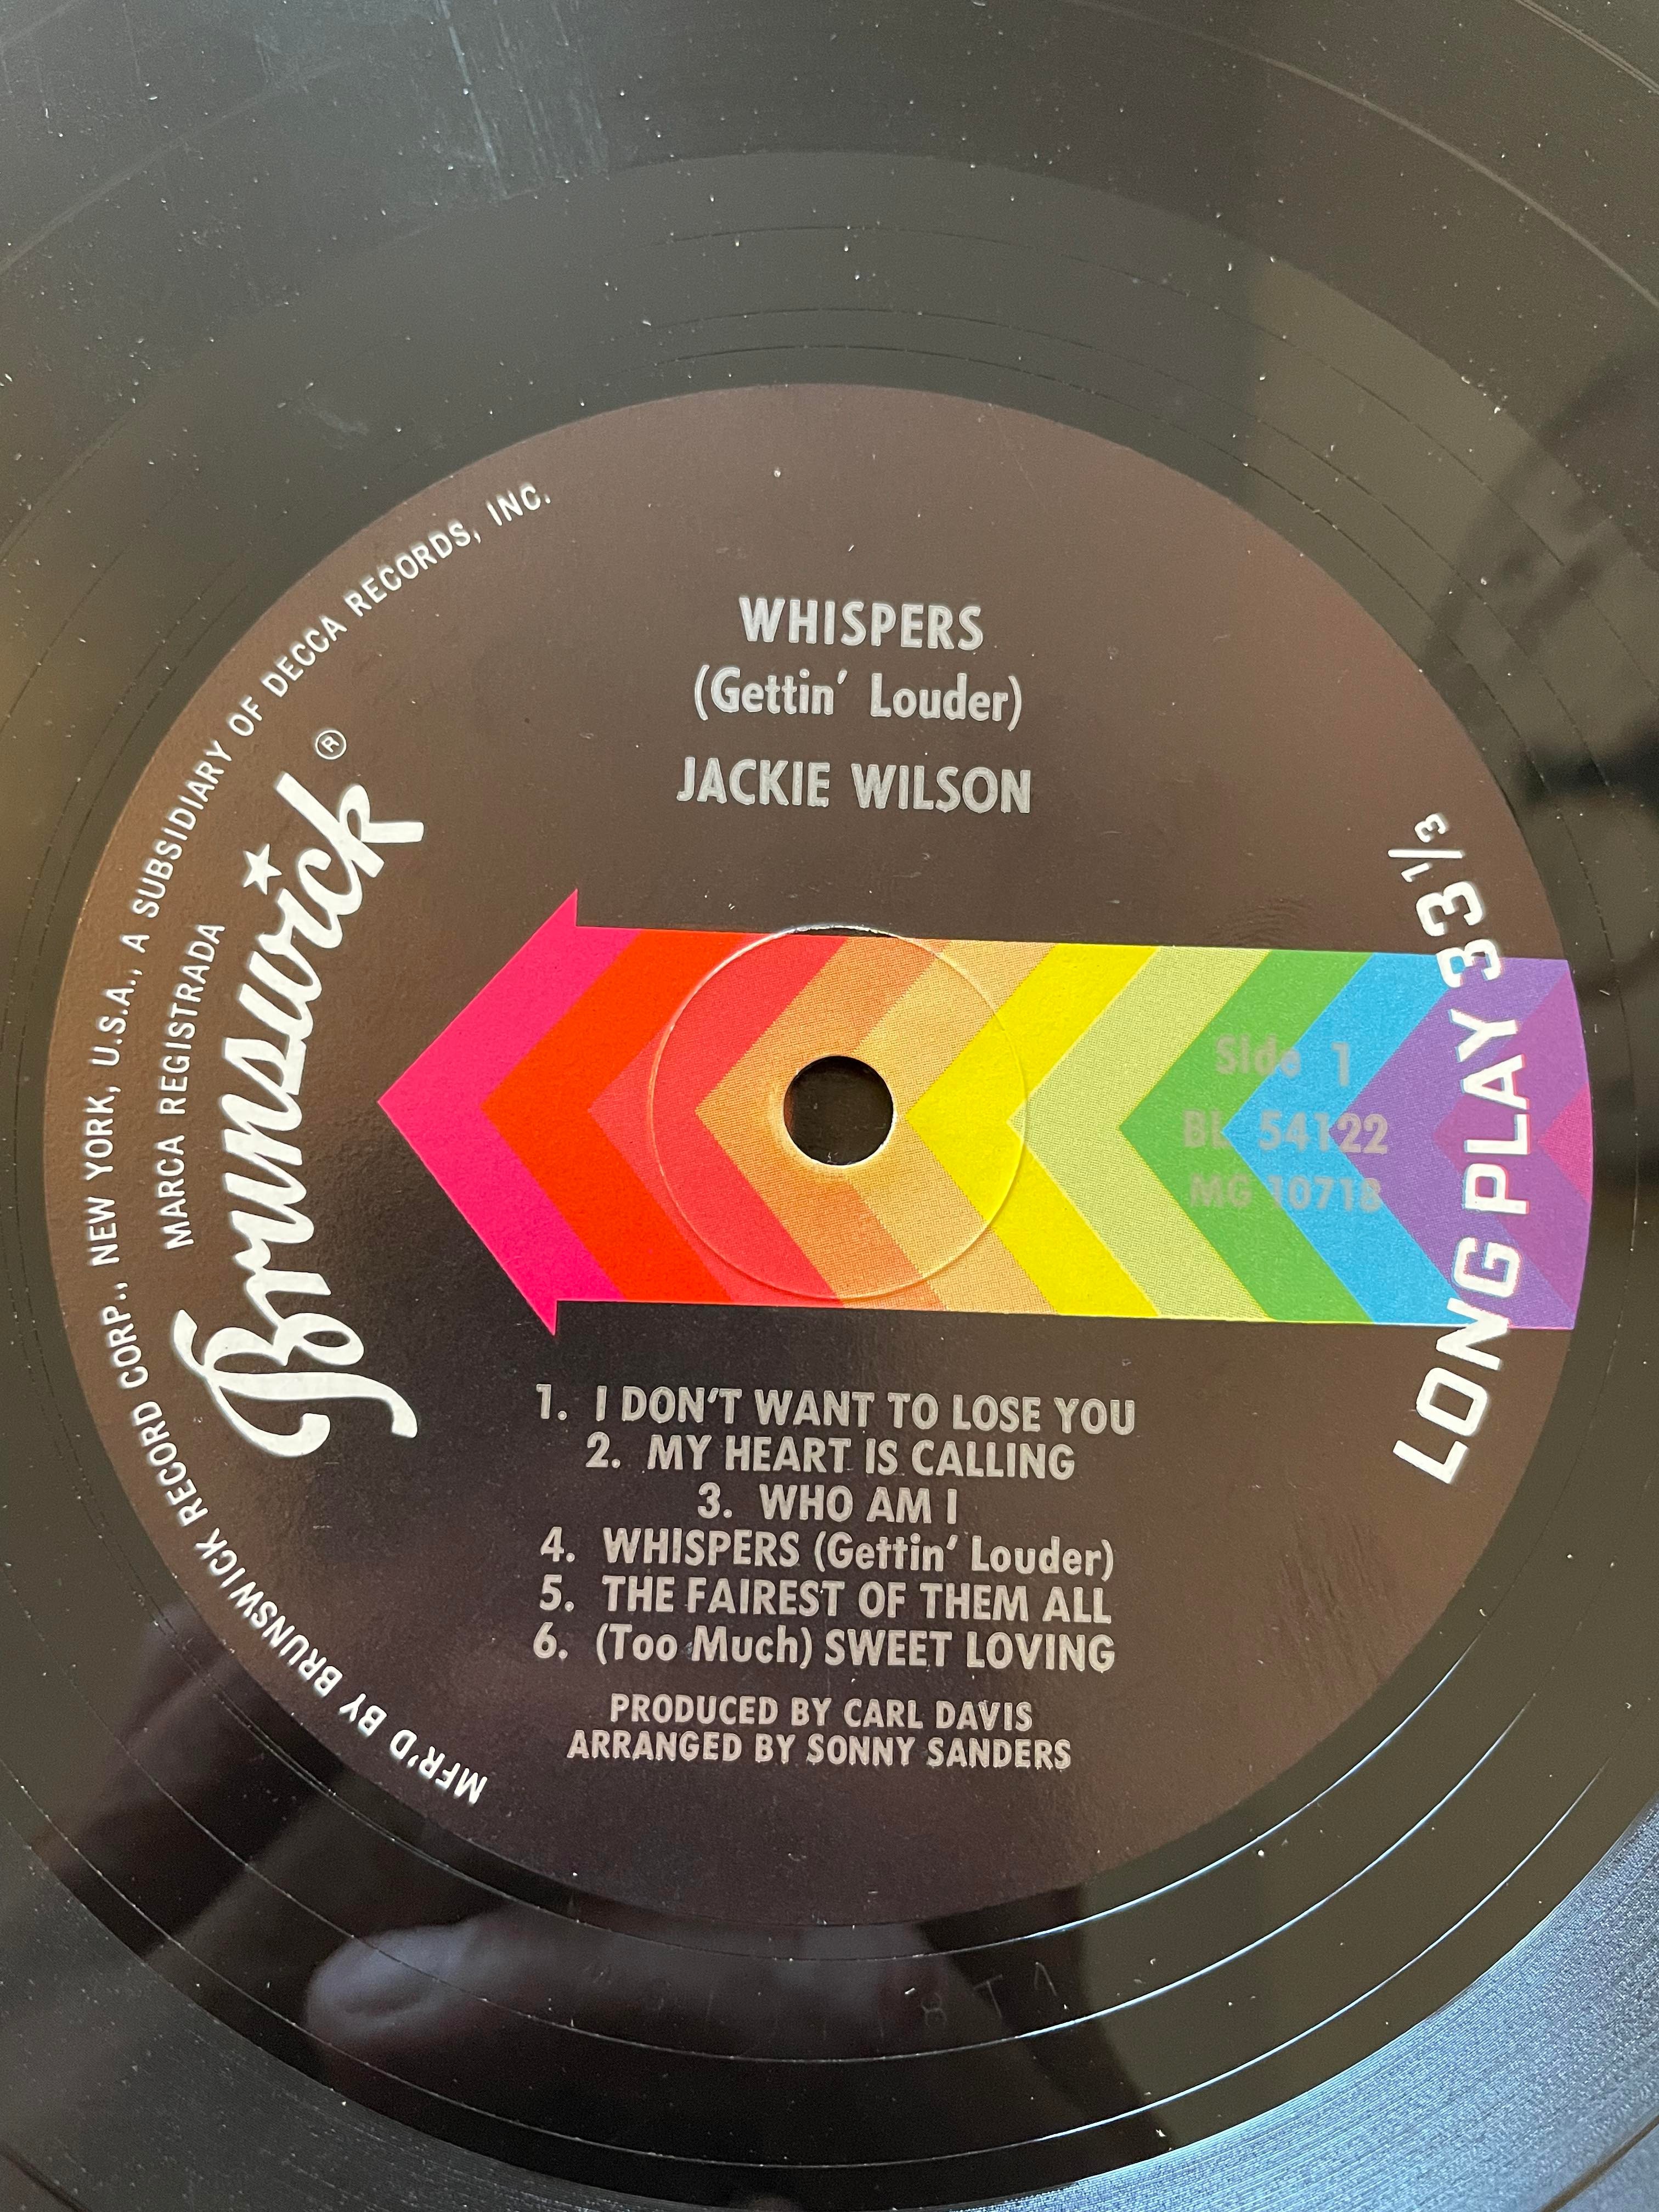 WHISPERS
(Gettin' Louder)
JACKIE WILSON
MFR'D BY BRUNSWICK RECORD CORP., NEW YORK, U.S.A., A SUBSIDIARY OF DECCA RECORDS, INC.
MARCA REGISTRADA
Brunswick ®
LONG PLAY 33 1/3
Side 1
BL 54122
MG 10718
1. I DON'T WANT TO LOSE YOU
2. MY HEART IS CALLING
3. WHO AM I
4. WHISPERS (Gettin' Louder)
5. THE FAIREST OF THEM ALL
6. (Too Much) SWEET LOVING
PRODUCED BY CARL DAVIS
ARRANGED BY SONNY SANDERS